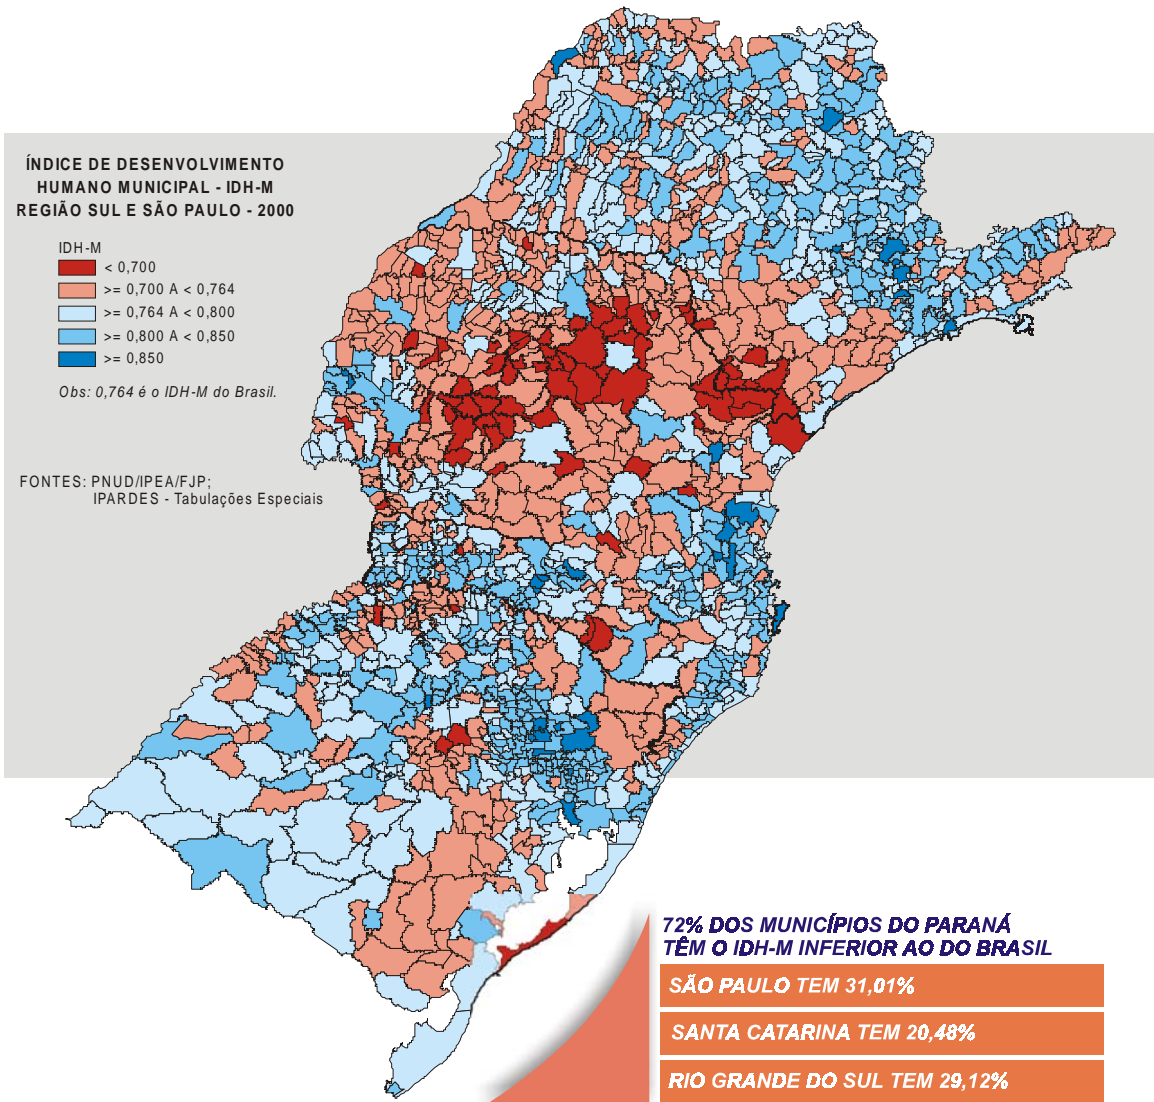 ÍNDICE DE DESENVOLVIMENTO
HUMANO MUNICIPAL - IDH-M
REGIÃO SUL E SÃO PAULO - 2000
IDH-M
< 0,700
>= 0,700 A < 0,764
>= 0,764 A < 0,800
>= 0,800 A < 0,850
>= 0,850
Obs: 0,764 é o IDH-M do Brasil.
FONTES: PNUD/IPEA/FJP;
IPARDES - Tabulações Especiais
72% DOS MUNICÍPIOS DO PARANÁ
TÊM O IDH-M INFERIOR AO DO BRASIL
SÃO PAULO TEM 31,01%
SANTA CATARINA TEM 20,48%
RIO GRANDE DO SUL TEM 29,12%